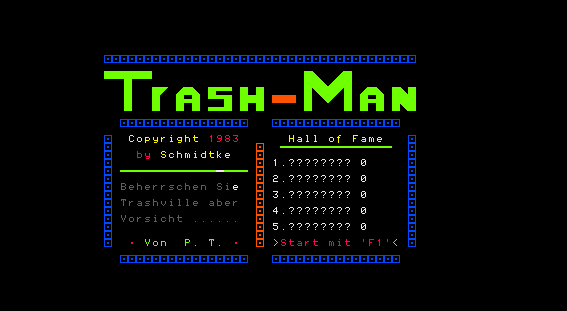 Trash-Man
Copyright 1983
by Schmidtke
Beherrschen Sie
Trashville aber
Vorsicht ......
· Von P. T. ·
Hall of Fame
1.???????? 0
2.???????? 0
3.???????? 0
4.???????? 0
5.???????? 0
>Start mit 'F1'<